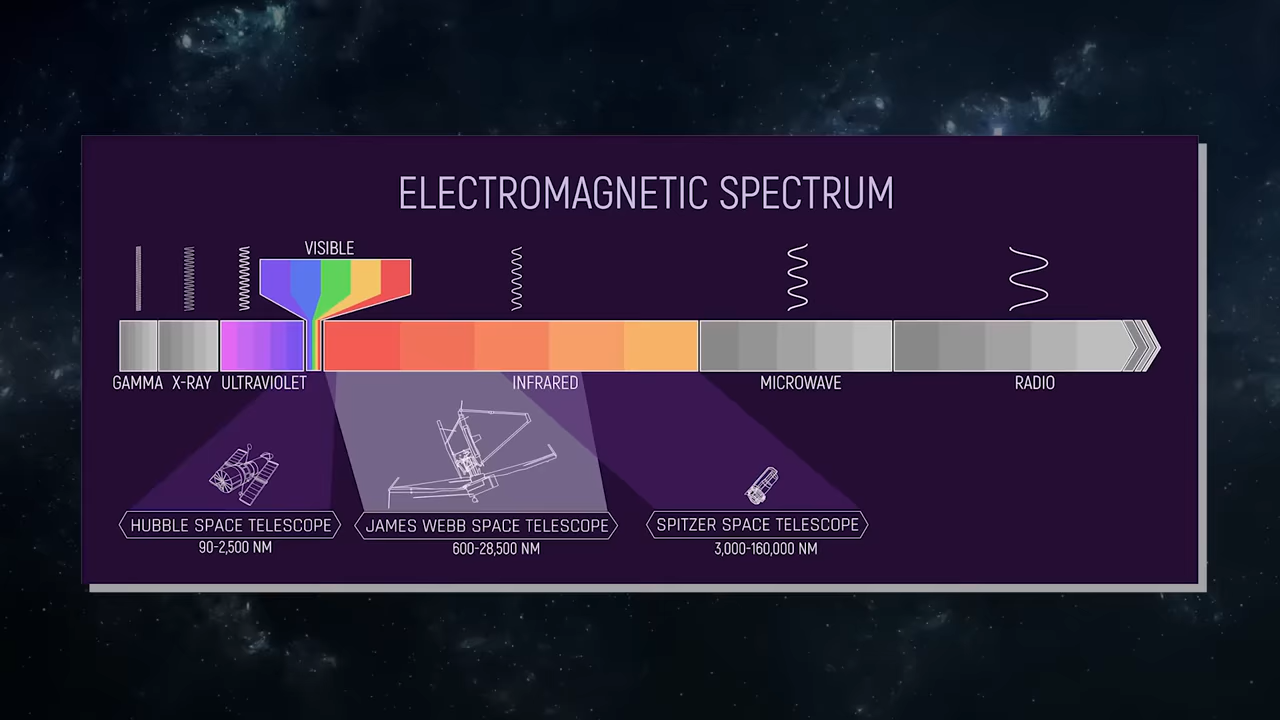 ELECTROMAGNETIC SPECTRUM
VISIBLE
GAMMA X-RAY ULTRAVIOLET INFRARED MICROWAVE RADIO
HUBBLE SPACE TELESCOPE
90-2,500 NM
JAMES WEBB SPACE TELESCOPE
600-28,500 NM
SPITZER SPACE TELESCOPE
3,000-160,000 NM